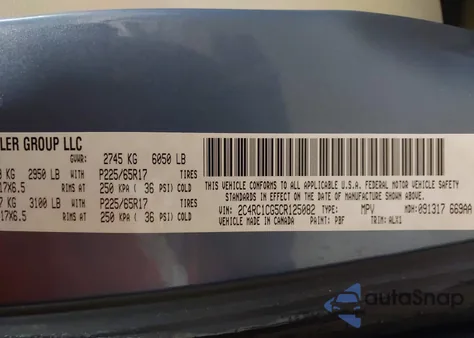 LER GROUP LLC
GVWR: 2745 KG 6050 LB
KG 2950 LB WITH P225/65R17 TIRES
17X6.5 RIMS AT 250 KPA ( 36 PSI) COLD
KG 3100 LB WITH P225/65R17 TIRES
17X6.5 RIMS AT 250 KPA ( 36 PSI) COLD
THIS VEHICLE CONFORMS TO ALL APPLICABLE U.S.A. FEDERAL MOTOR VEHICLE SAFETY
STANDARDS IN EFFECT ON THE DATE OF MANUFACTURE SHOWN ABOVE.
VIN: 2C4RC1CG5CR125082 TYPE: MPV MDH: 091317 669AA
VEHICLE MADE IN CANADA PAINT: PBF TRIM: ALX1
autoSnap